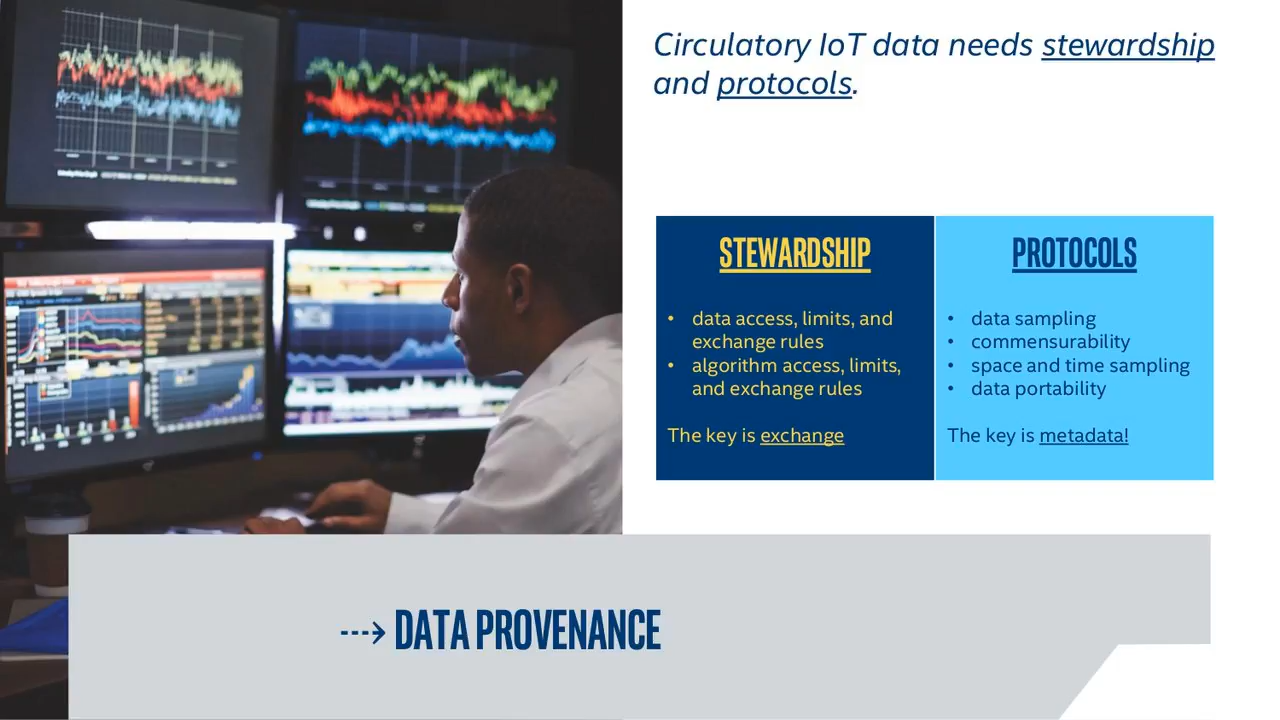 Circulatory IoT data needs stewardship
and protocols.
STEWARDSHIP
• data access, limits, and
exchange rules
• algorithm access, limits,
and exchange rules
The key is exchange
PROTOCOLS
• data sampling
• commensurability
• space and time sampling
• data portability
The key is metadata!
DATA PROVENANCE